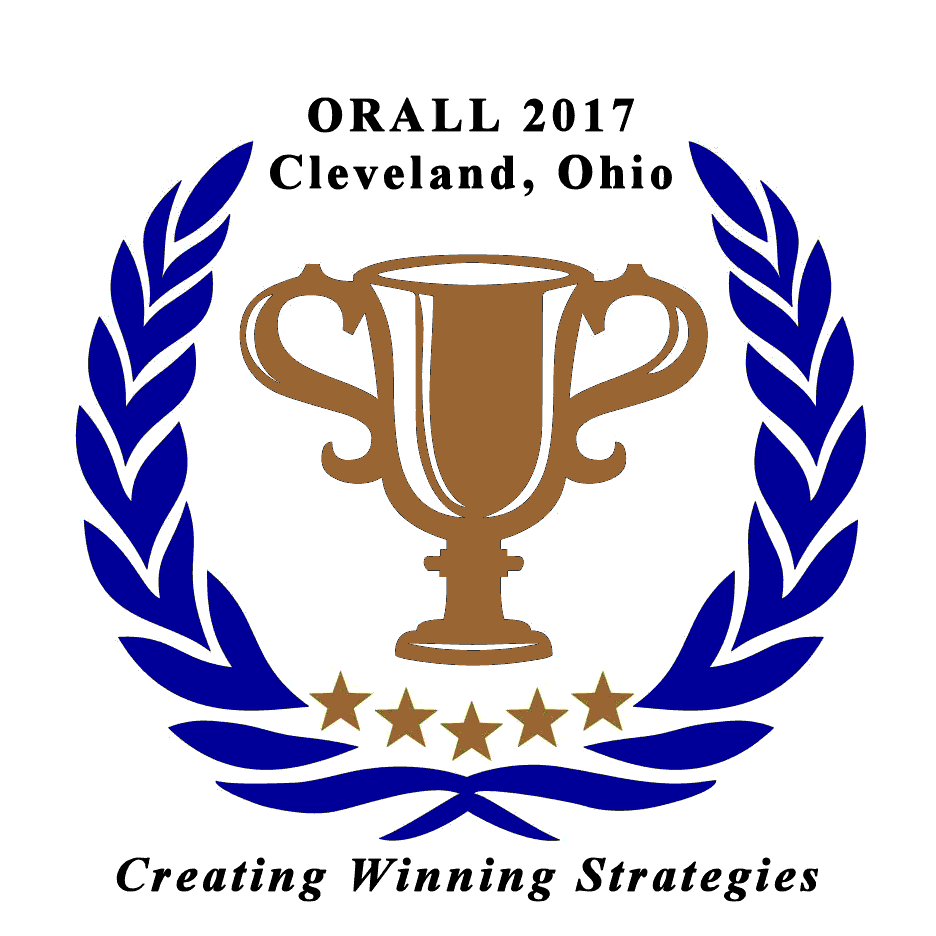 ORALL 2017
Cleveland, Ohio
Creating Winning Strategies